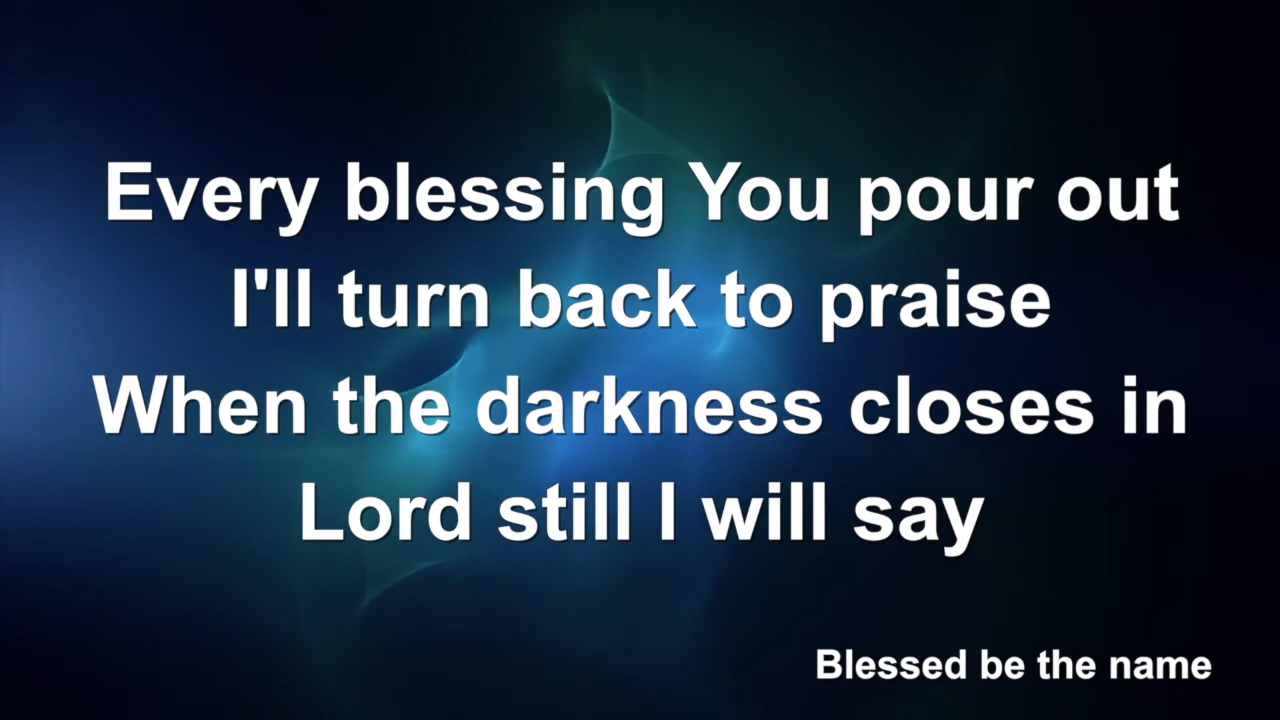 Every blessing You pour out
I'll turn back to praise
When the darkness closes in
Lord still I will say
Blessed be the name